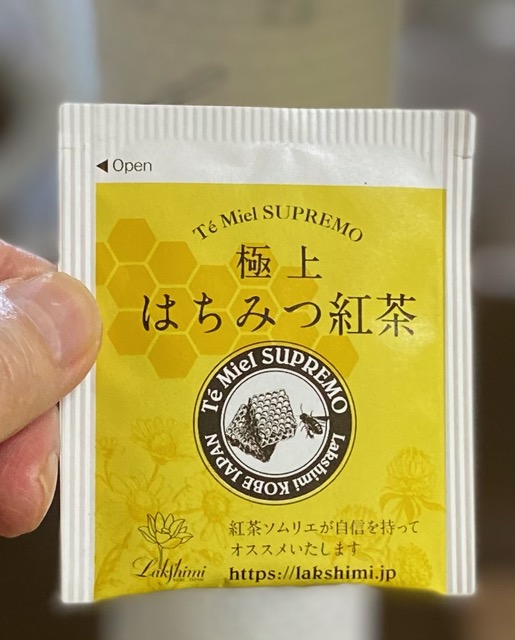 ◀ Open
Té Miel SUPREMO
極上
はちみつ紅茶
Té Miel SUPREMO
Lakshimi KOBE JAPAN
紅茶ソムリエが自信を持って
オススメいたします
Lakshimi
KOBE JAPAN
https://lakshimi.jp